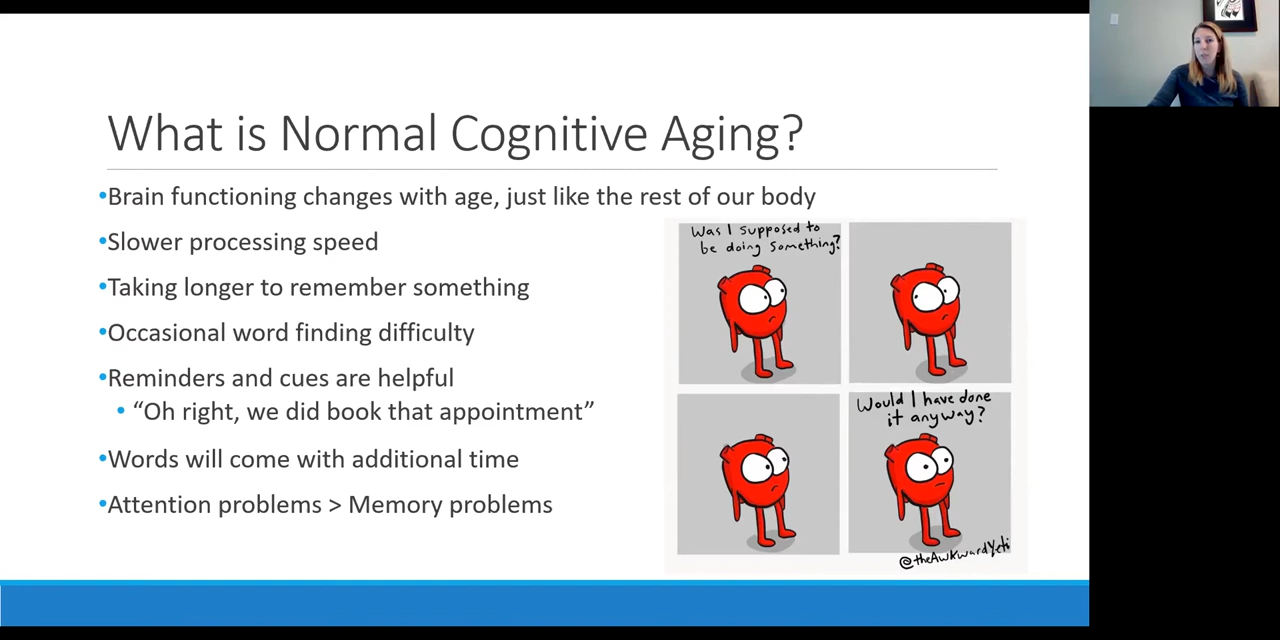 What is Normal Cognitive Aging?
•Brain functioning changes with age, just like the rest of our body
•Slower processing speed
•Taking longer to remember something
•Occasional word finding difficulty
•Reminders and cues are helpful
• “Oh right, we did book that appointment”
•Words will come with additional time
•Attention problems > Memory problems
Was I supposed to
be doing something?
Would I have done
it anyway?
@theAwkwardYeti